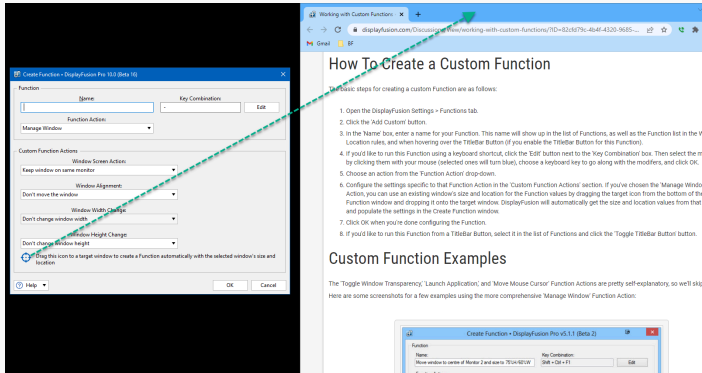 Create Function • DisplayFusion Pro 10.0 (Beta 16)
Function
Name:
Key Combination:
-
Edit
Function Action:
Manage Window
Custom Function Actions
Window Screen Action:
Keep window on same monitor
Window Alignment:
Don't move the window
Window Width Change:
Don't change window width
Window Height Change:
Don't change window height
Drag this icon to a target window to create a Function automatically with the selected window's size and
location
Help
OK
Cancel
Working with Custom Functions
displayfusion.com/Discussions/View/working-with-custom-functions/?ID=82cfd79c-4b4f-4320-9685-...
Gmail
BF
How To Create a Custom Function
The basic steps for creating a custom Function are as follows:
1. Open the DisplayFusion Settings > Functions tab.
2. Click the 'Add Custom' button.
3. In the 'Name' box, enter a name for your Function. This name will show up in the list of Functions, as well as the Function list in the W
Location rules, and when hovering over the TitleBar Button (if you enable the TitleBar Button for this Function).
4. If you'd like to run this Function using a keyboard shortcut, click the 'Edit' button next to the 'Key Combination' box. Then select the m
by clicking them with your mouse (selected ones will turn blue), choose a keyboard key to go along with the modifers, and click OK.
5. Choose an action from the 'Function Action' drop-down.
6. Configure the settings specific to that Function Action in the 'Custom Function Actions' section. If you've chosen the 'Manage Windo
Action, you can use an existing window's size and location for the Function values by dragging the target icon from the bottom of the
Function window and dropping it onto the target window. DisplayFusion will automatically get the size and location values from that
and populate the settings in the Create Function window.
7. Click OK when you're done configuring the Function.
8. If you'd like to run this Function from a TitleBar Button, select it in the list of Functions and click the 'Toggle TitleBar Button' button.
Custom Function Examples
The 'Toggle Window Transparency,' 'Launch Application,' and 'Move Mouse Cursor' Function Actions are pretty self-explanatory, so we'll skip
Here are some screenshots for a few examples using the more comprehensive 'Manage Window' Function Action:
Create Function • DisplayFusion Pro v5.1.1 (Beta 2)
Function
Name:
Key Combination:
Move window to centre of Monitor 2 and size to 75%H/60%W
Shift + Ctrl + F1
Edit